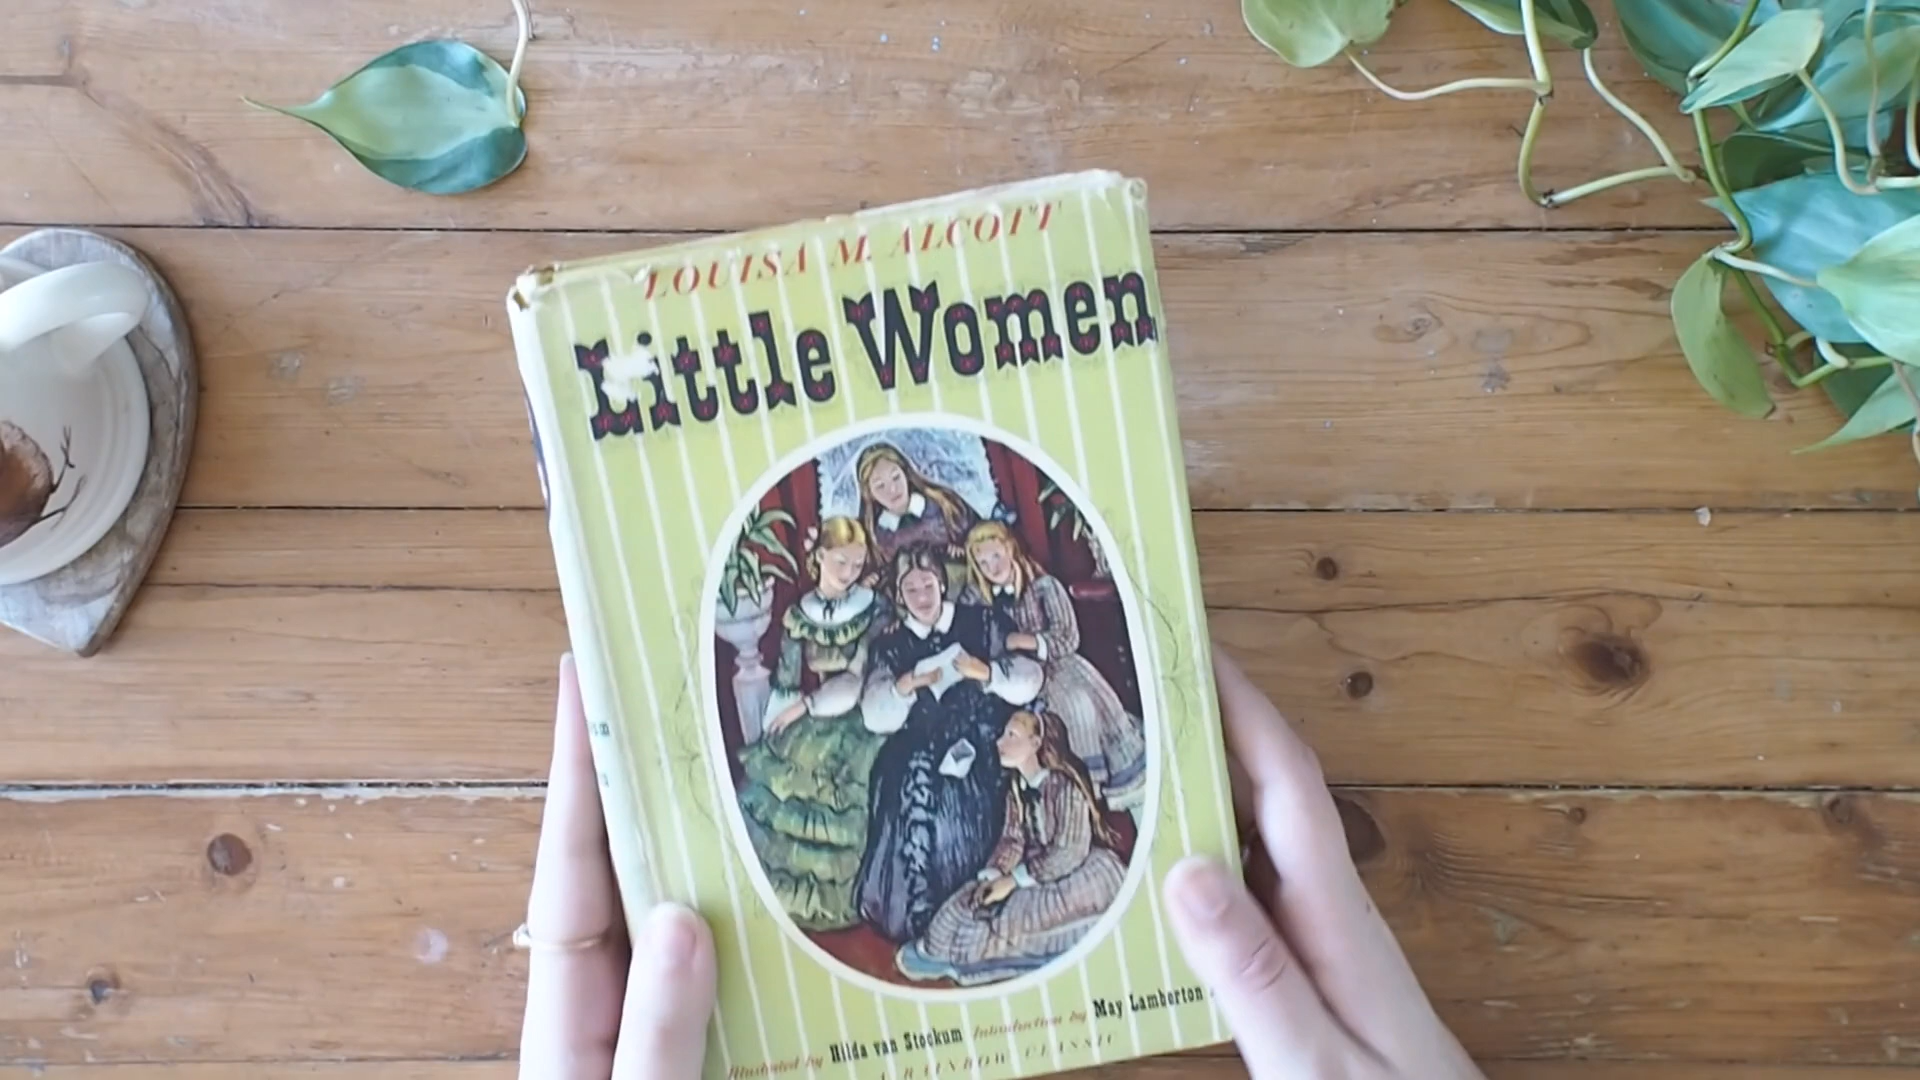 LOUISA M. ALCOTT
Little Women
Illustrated by Hilda van Stockum Introduction by May Lamberton
A RAINBOW CLASSIC